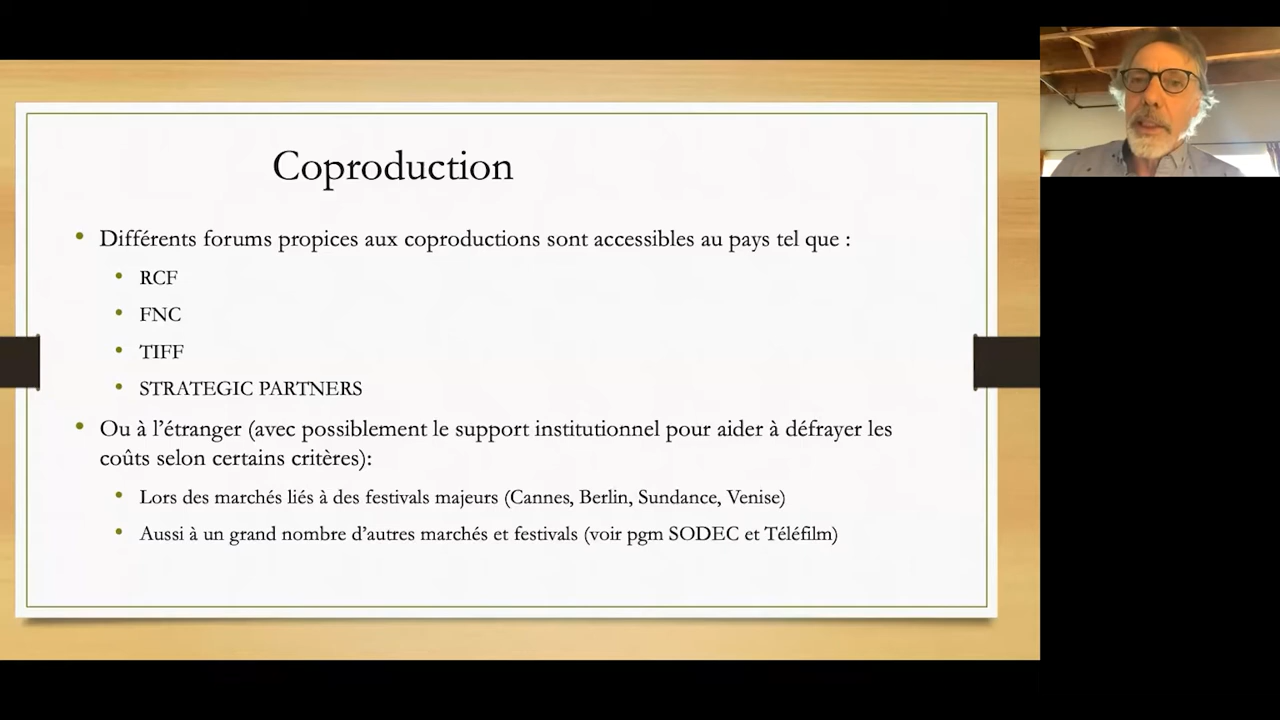 Coproduction
• Différents forums propices aux coproductions sont accessibles au pays tel que :
• RCF
• FNC
• TIFF
• STRATEGIC PARTNERS
• Ou à l’étranger (avec possiblement le support institutionnel pour aider à défrayer les
coûts selon certains critères):
• Lors des marchés liés à des festivals majeurs (Cannes, Berlin, Sundance, Venise)
• Aussi à un grand nombre d’autres marchés et festivals (voir pgm SODEC et Téléfilm)